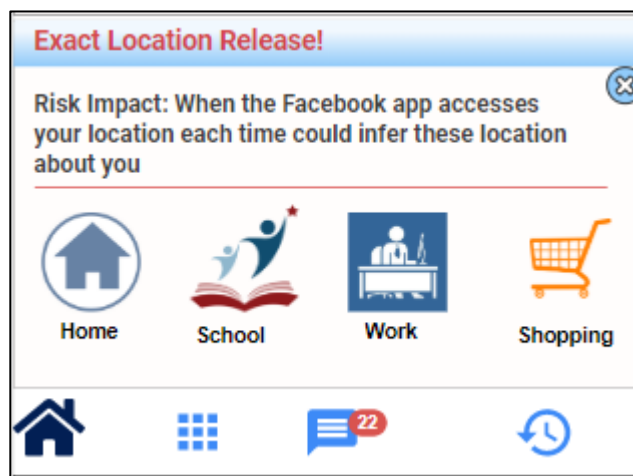 Exact Location Release!
Risk Impact: When the Facebook app accesses
your location each time could infer these location
about you
Home
School
Work
Shopping
22